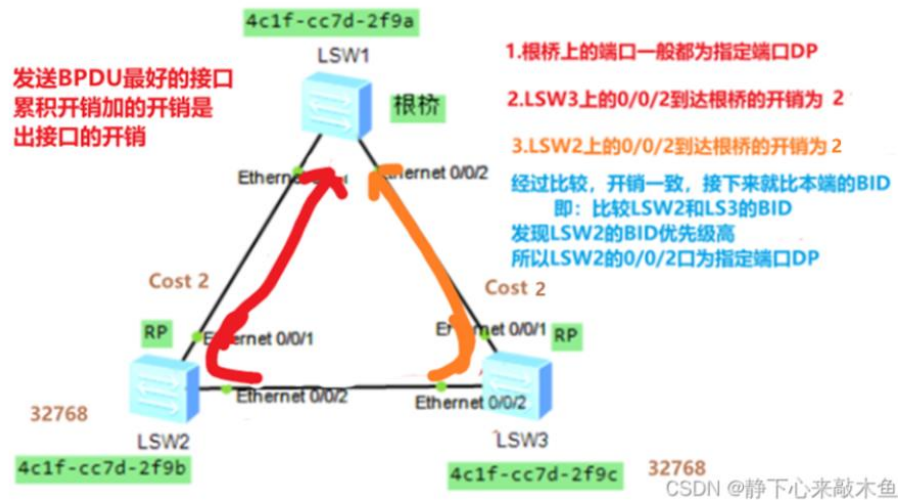 4c1f-cc7d-2f9a
LSW1
根桥
发送BPDU最好的接口
累积开销加的开销是
出接口的开销
1.根桥上的端口一般都为指定端口DP
2.LSW3上的0/0/2到达根桥的开销为 2
3.LSW2上的0/0/2到达根桥的开销为2
经过比较，开销一致，接下来就比本端的BID
即：比较LSW2和LS3的BID
发现LSW2的BID优先级高
所以LSW2的0/0/2口为指定端口DP
Ethernet 0/0/2
Cost 2
Cost 2
RP
Ethernet 0/0/1
Ethernet 0/0/1
RP
Ethernet 0/0/2
Ethernet 0/0/2
32768
LSW2
LSW3
4c1f-cc7d-2f9b
4c1f-cc7d-2f9c
32768
CSDN @静下心来敲木鱼